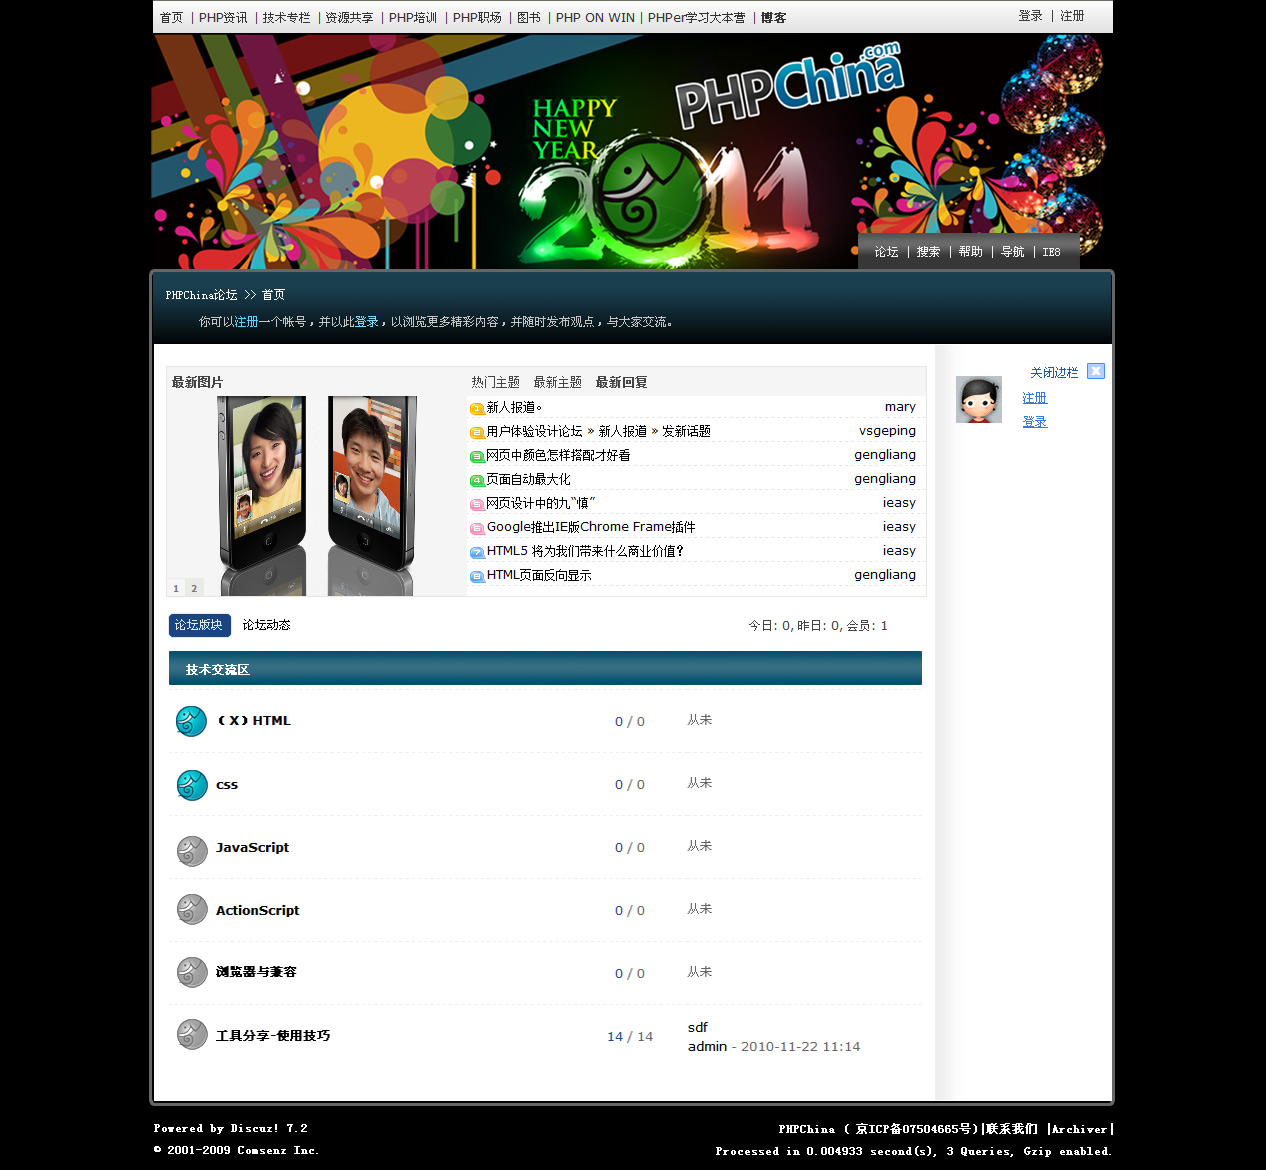 首页 | PHP资讯 | 技术专栏 | 资源共享 | PHP培训 | PHP职场 | 图书 | PHP ON WIN | PHPer学习大本营 | 博客
登录 | 注册
PHPChina.com
HAPPY
NEW
YEAR
2011
论坛 | 搜索 | 帮助 | 导航 | IE8
PHPChina论坛 >> 首页
你可以注册一个帐号，并以此登录，以浏览更多精彩内容，并随时发布观点，与大家交流。
最新图片
1 2
热门主题 最新主题 最新回复
1 新人报道。 mary
2 用户体验设计论坛 » 新人报道 » 发新话题 vsgeping
3 网页中颜色怎样搭配才好看 gengliang
4 页面自动最大化 gengliang
5 网页设计中的九“慎” ieasy
6 Google推出IE版Chrome Frame插件 ieasy
7 HTML5 将为我们带来什么商业价值？ ieasy
8 HTML页面反向显示 gengliang
关闭边栏
注册
登录
论坛版块 论坛动态
今日: 0, 昨日: 0, 会员: 1
技术交流区
（X）HTML 0 / 0 从未
css 0 / 0 从未
JavaScript 0 / 0 从未
ActionScript 0 / 0 从未
浏览器与兼容 0 / 0 从未
工具分享-使用技巧 14 / 14 sdf
admin - 2010-11-22 11:14
Powered by Discuz! 7.2
© 2001-2009 Comsenz Inc.
PHPChina ( 京ICP备07504665号)|联系我们 |Archiver|
Processed in 0.004933 second(s), 3 Queries, Gzip enabled.